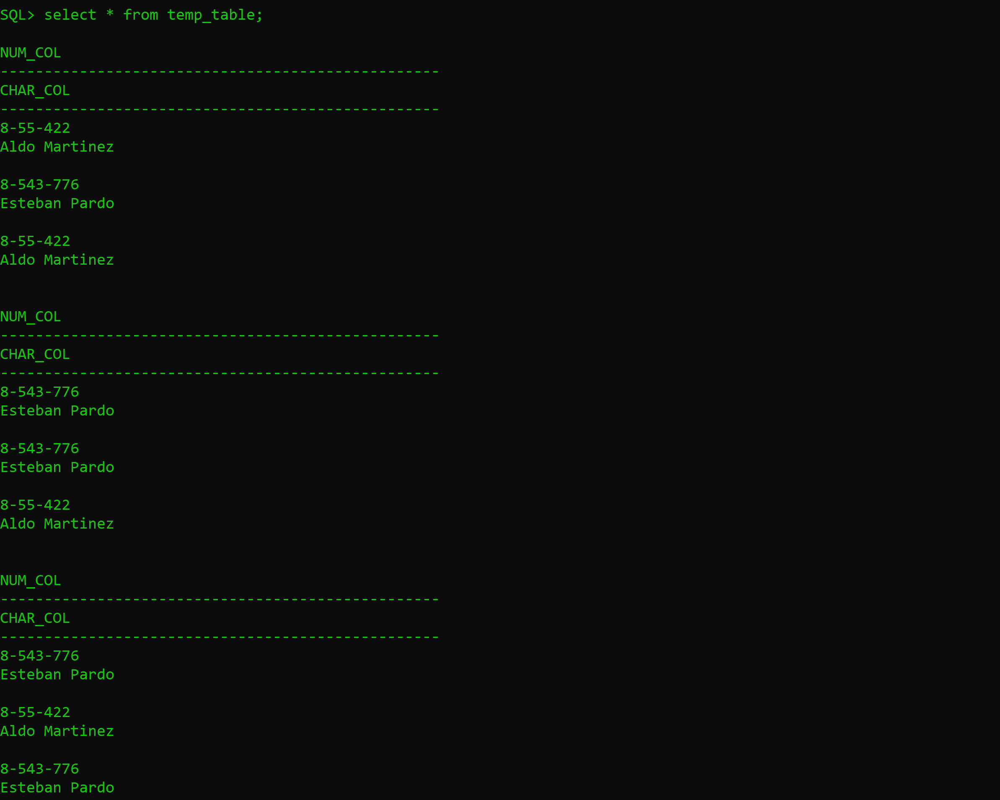 SQL> select * from temp_table;
NUM_COL
--------------------------------------------------
CHAR_COL
--------------------------------------------------
8-55-422
Aldo Martinez
8-543-776
Esteban Pardo
8-55-422
Aldo Martinez
NUM_COL
--------------------------------------------------
CHAR_COL
--------------------------------------------------
8-543-776
Esteban Pardo
8-543-776
Esteban Pardo
8-55-422
Aldo Martinez
NUM_COL
--------------------------------------------------
CHAR_COL
--------------------------------------------------
8-543-776
Esteban Pardo
8-55-422
Aldo Martinez
8-543-776
Esteban Pardo